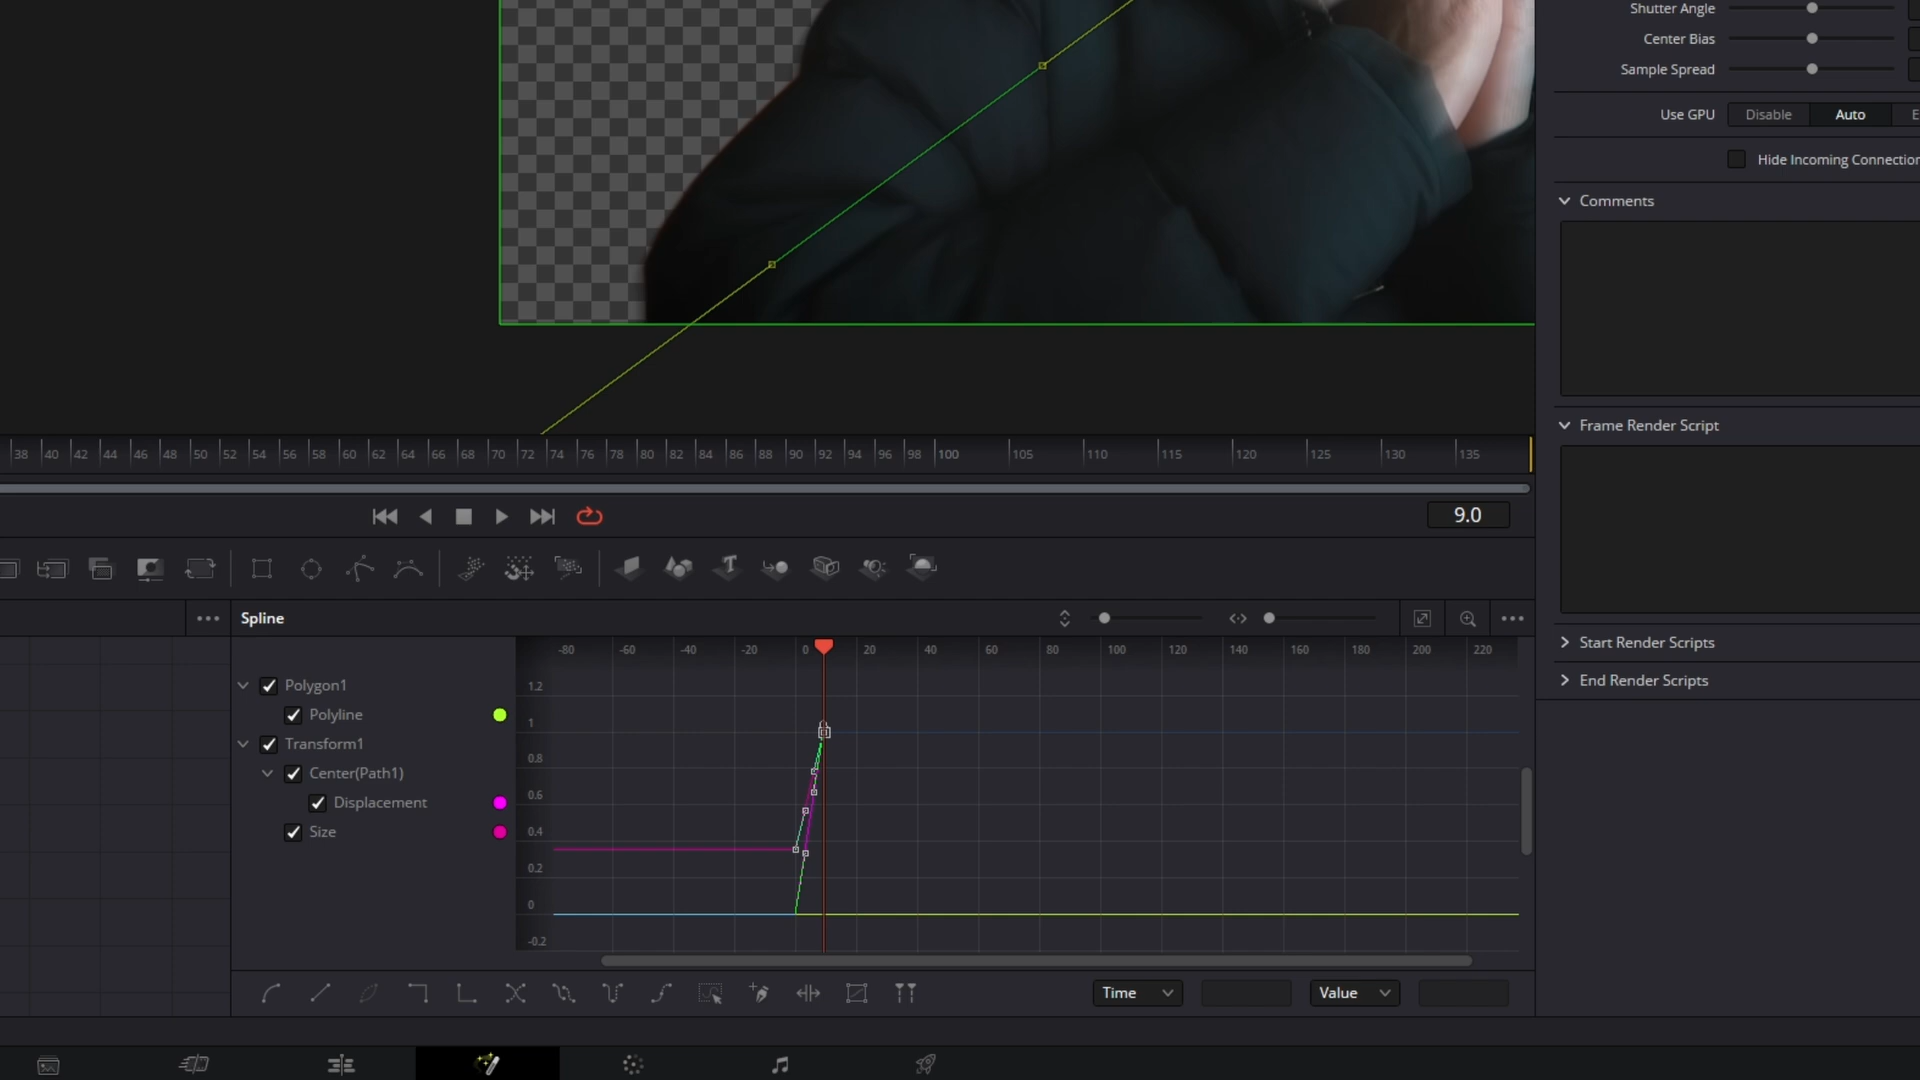 Shutter Angle
Center Bias
Sample Spread
Use GPU Disable Auto E
Hide Incoming Connection
Comments
Frame Render Script
Start Render Scripts
End Render Scripts
38 40 42 44 46 48 50 52 54 56 58 60 62 64 66 68 70 72 74 76 78 80 82 84 86 88 90 92 94 96 98 100 105 110 115 120 125 130 135
9.0
Spline
-80 -60 -40 -20 0 20 40 60 80 100 120 140 160 180 200 220
Polygon1
Polyline
Transform1
Center(Path1)
Displacement
Size
1.2
1
0.8
0.6
0.4
0.2
0
-0.2
Time Value